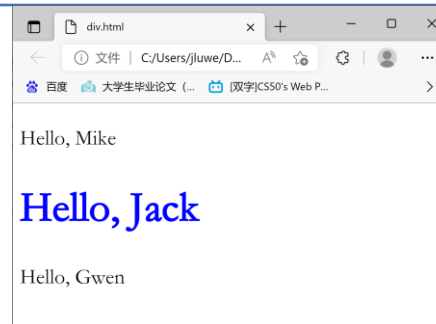 div.html
文件 C:/Users/jluwe/D...
百度 大学生毕业论文 (... [双字]CS50's Web P...
Hello, Mike
Hello, Jack
Hello, Gwen